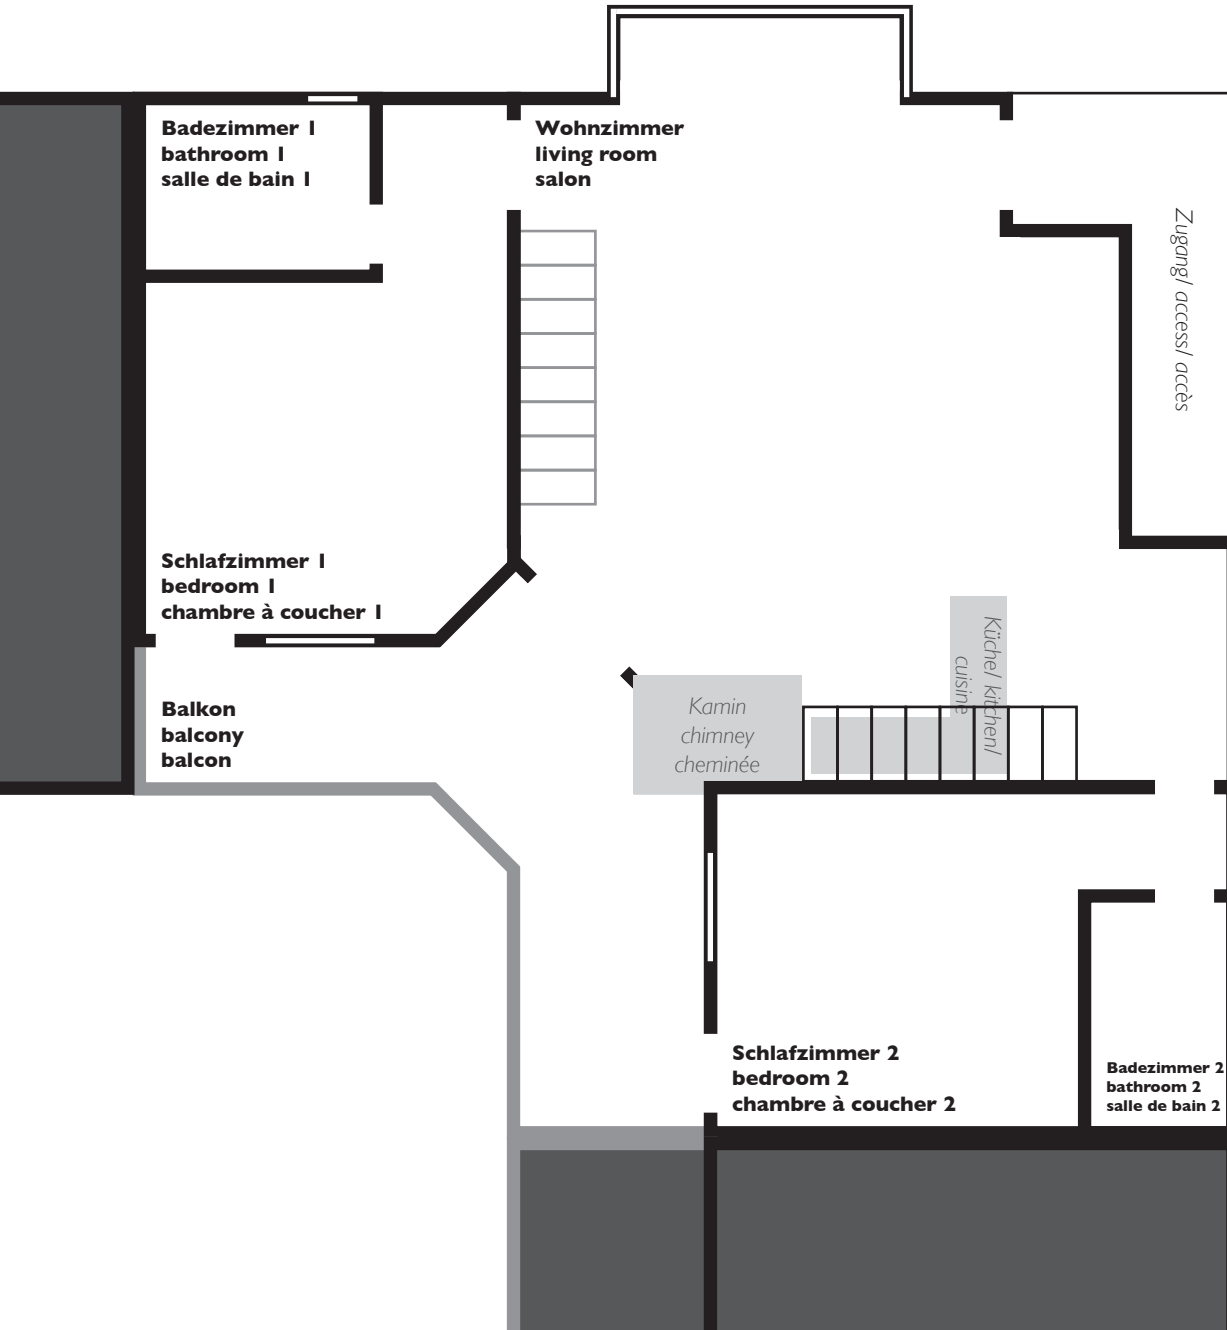 Badezimmer 1
bathroom 1
salle de bain 1
Wohnzimmer
living room
salon
Zugang/ access/ accès
Schlafzimmer 1
bedroom 1
chambre à coucher 1
Balkon
balcony
balcon
Kamin
chimney
cheminée
Küche/ kitchen/
cuisine
Schlafzimmer 2
bedroom 2
chambre à coucher 2
Badezimmer 2
bathroom 2
salle de bain 2